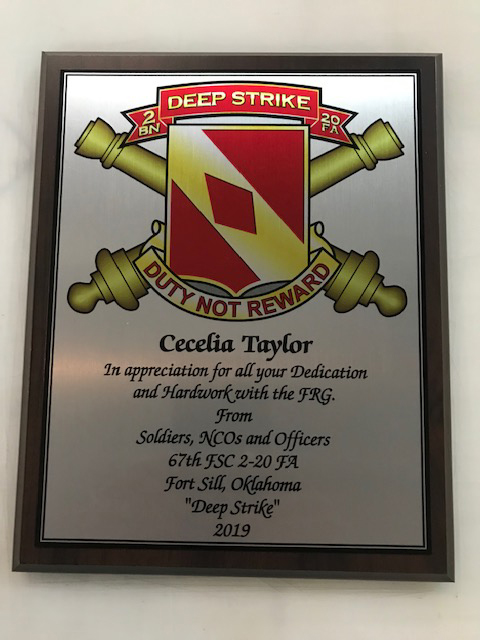 DEEP STRIKE
2 BN
20 FA
DUTY NOT REWARD
Cecelia Taylor
In appreciation for all your Dedication
and Hardwork with the FRG.
From
Soldiers, NCOs and Officers
67th FSC 2-20 FA
Fort Sill, Oklahoma
"Deep Strike"
2019